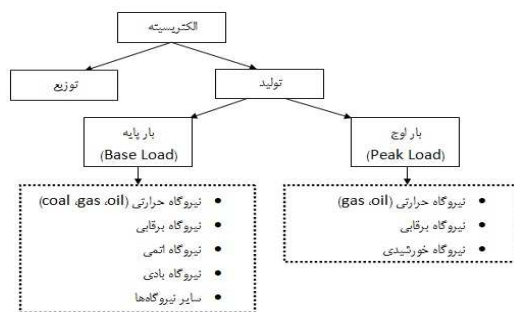 الکتریسیته
تولید
توزیع
بار اوج
(Peak Load)
بار پایه
(Base Load)
• نیروگاه حرارتی (gas ،oil)
• نیروگاه برقابی
• نیروگاه خورشیدی
• نیروگاه حرارتی (coal ،gas ،oil)
• نیروگاه برقابی
• نیروگاه اتمی
• نیروگاه بادی
• سایر نیروگاه‌ها